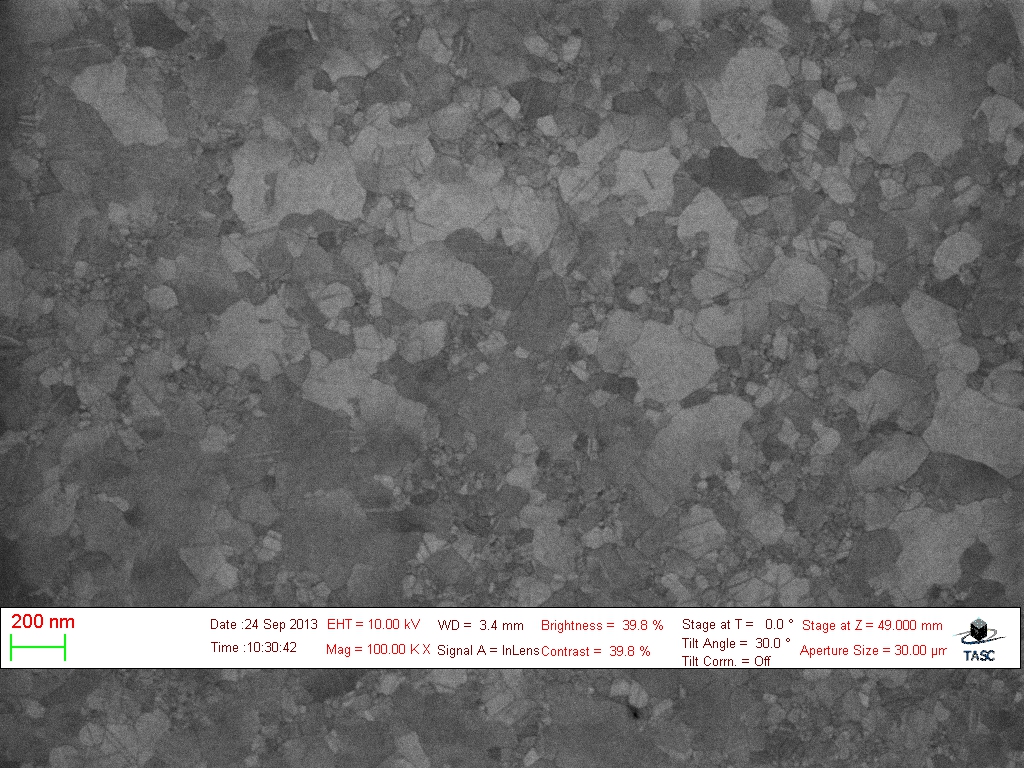 200 nm
Date :24 Sep 2013 EHT = 10.00 kV WD = 3.4 mm Brightness = 39.8 % Stage at T = 0.0 ° Stage at Z = 49.000 mm
Time :10:30:42 Mag = 100.00 K X Signal A = InLens Contrast = 39.8 % Tilt Angle = 30.0 ° Aperture Size = 30.00 µm
Tilt Corrn. = Off
TASC